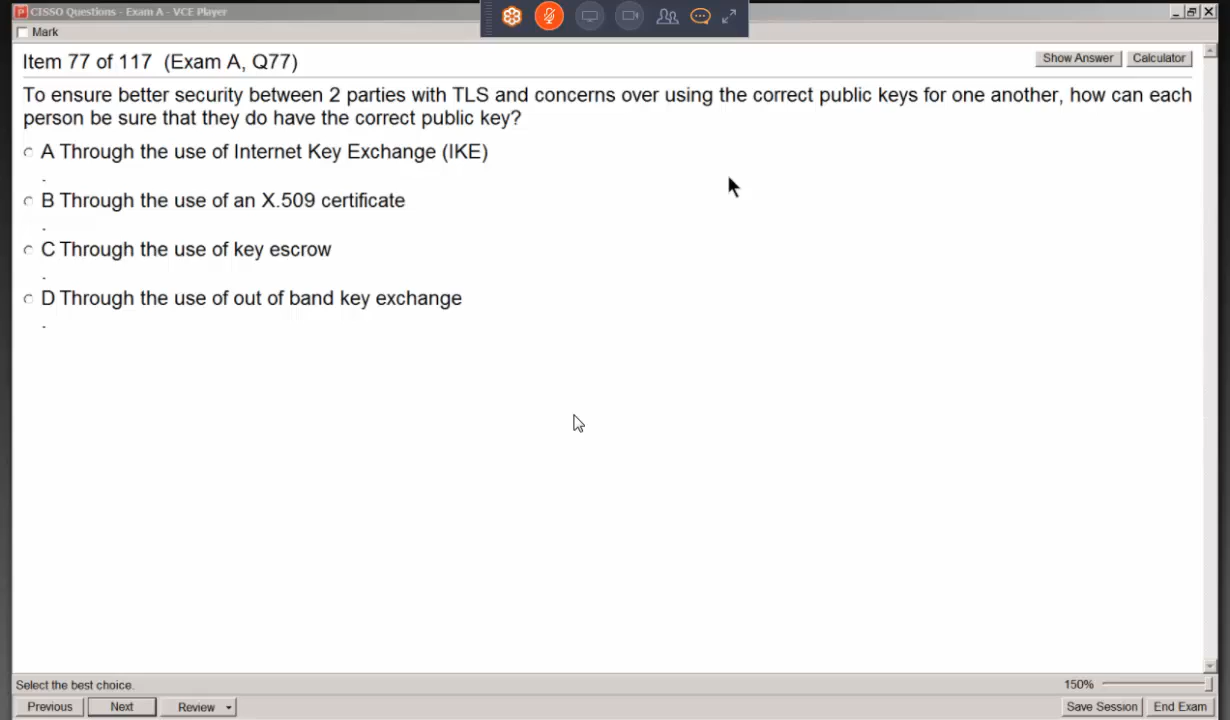 CISSO Questions - Exam A - VCE Player
Mark
Item 77 of 117 (Exam A, Q77)
Show Answer
Calculator
To ensure better security between 2 parties with TLS and concerns over using the correct public keys for one another, how can each
person be sure that they do have the correct public key?
A Through the use of Internet Key Exchange (IKE)
.
B Through the use of an X.509 certificate
.
C Through the use of key escrow
.
D Through the use of out of band key exchange
.
Select the best choice.
150%
Previous
Next
Review
Save Session
End Exam